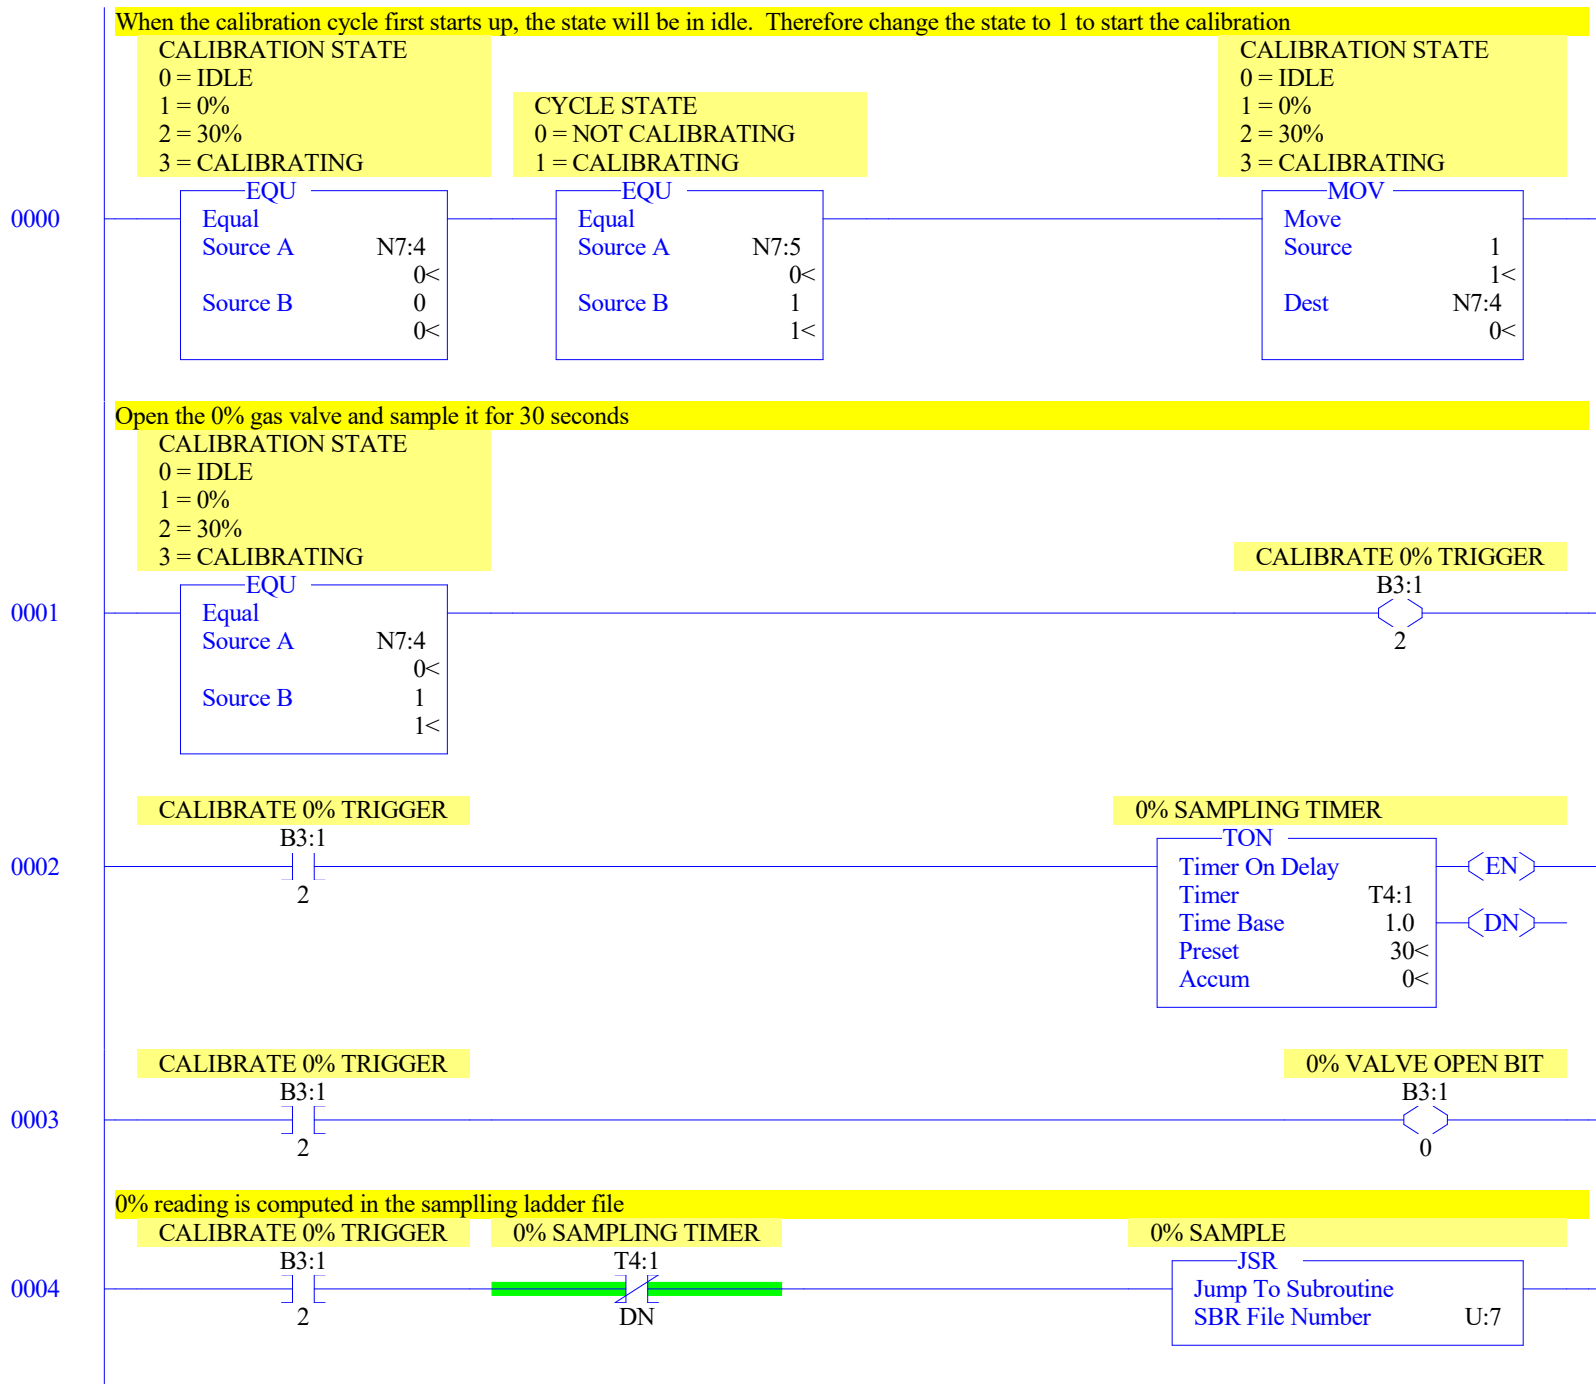 When the calibration cycle first starts up, the state will be in idle.  Therefore change the state to 1 to start the calibration
CALIBRATION STATE
0 = IDLE
1 = 0%
2 = 30%
3 = CALIBRATING
CYCLE STATE
0 = NOT CALIBRATING
1 = CALIBRATING
CALIBRATION STATE
0 = IDLE
1 = 0%
2 = 30%
3 = CALIBRATING
0000
EQU
Equal
Source A N7:4
0<
Source B 0
0<
EQU
Equal
Source A N7:5
0<
Source B 1
1<
MOV
Move
Source 1
1<
Dest N7:4
0<
Open the 0% gas valve and sample it for 30 seconds
CALIBRATION STATE
0 = IDLE
1 = 0%
2 = 30%
3 = CALIBRATING
0001
EQU
Equal
Source A N7:4
0<
Source B 1
1<
CALIBRATE 0% TRIGGER
B3:1
2
CALIBRATE 0% TRIGGER
B3:1
0002
2
0% SAMPLING TIMER
TON
Timer On Delay
Timer T4:1
Time Base 1.0
Preset 30<
Accum 0<
EN
DN
CALIBRATE 0% TRIGGER
B3:1
0003
2
0% VALVE OPEN BIT
B3:1
0
0% reading is computed in the samplling ladder file
CALIBRATE 0% TRIGGER
B3:1
0004
2
0% SAMPLING TIMER
T4:1
DN
0% SAMPLE
JSR
Jump To Subroutine
SBR File Number U:7